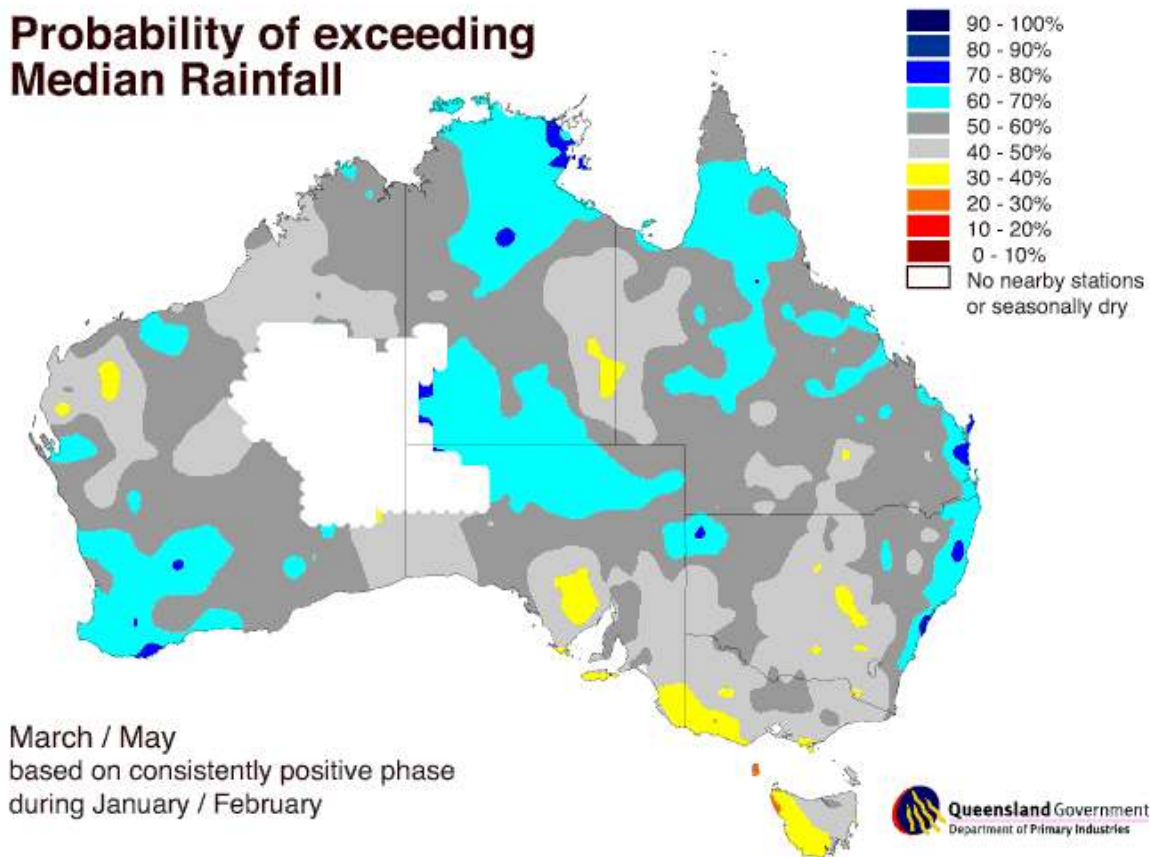 Probability of exceeding
Median Rainfall
90 - 100%
80 - 90%
70 - 80%
60 - 70%
50 - 60%
40 - 50%
30 - 40%
20 - 30%
10 - 20%
0 - 10%
No nearby stations
or seasonally dry
March / May
based on consistently positive phase
during January / February
Queensland Government
Department of Primary Industries